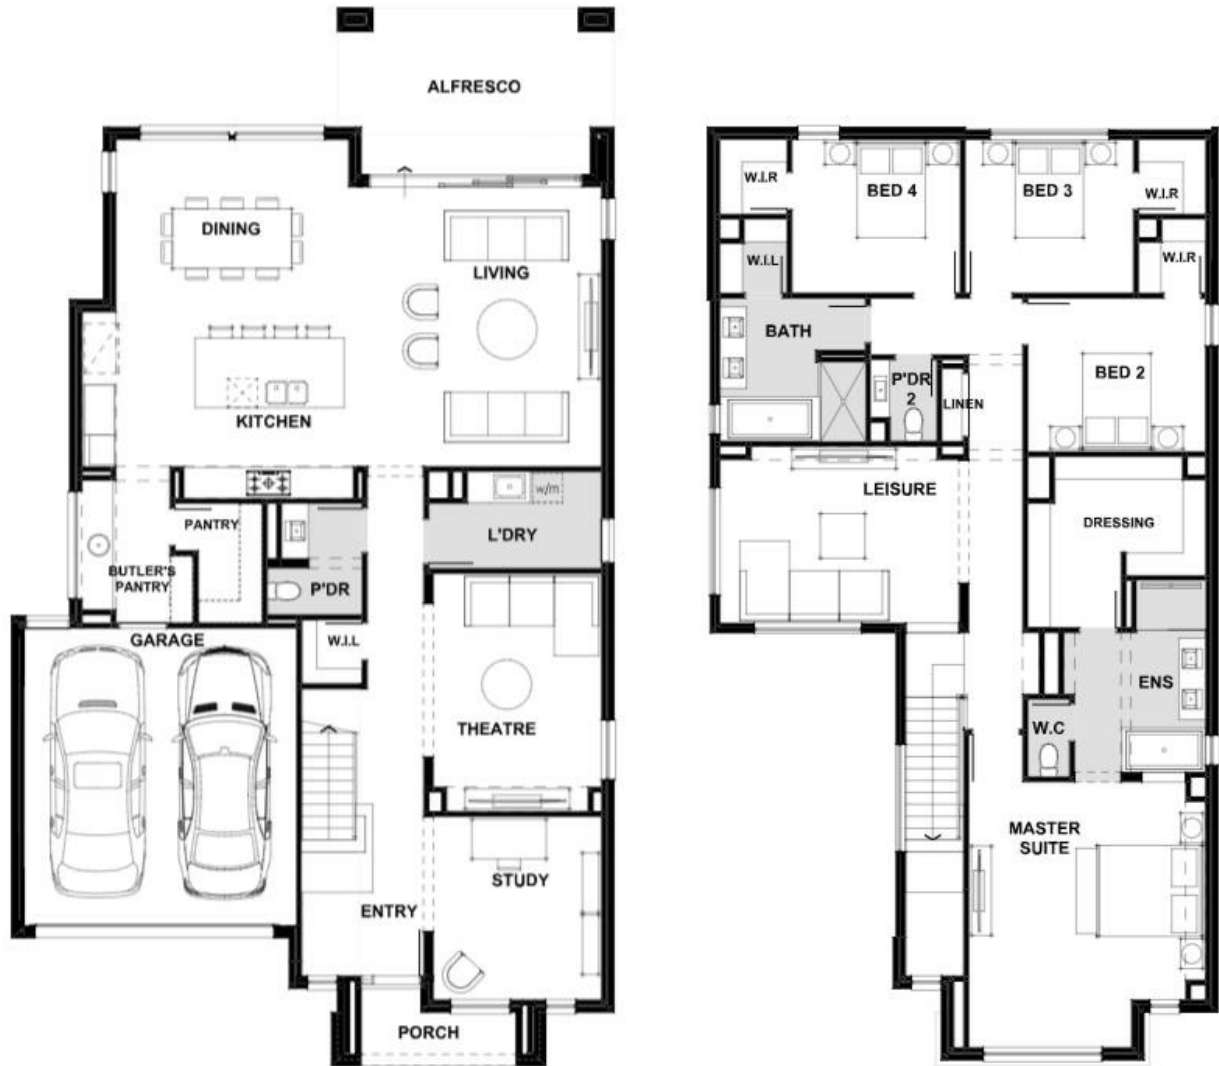 ALFRESCO
DINING
LIVING
KITCHEN
PANTRY
w/m
L'DRY
BUTLER'S
PANTRY
P'DR
GARAGE
W.I.L
THEATRE
STUDY
ENTRY
PORCH
W.I.R
BED 4
BED 3
W.I.R
W.I.L
W.I.R
BATH
P'DR
2
LINEN
BED 2
LEISURE
DRESSING
ENS
W.C
MASTER
SUITE